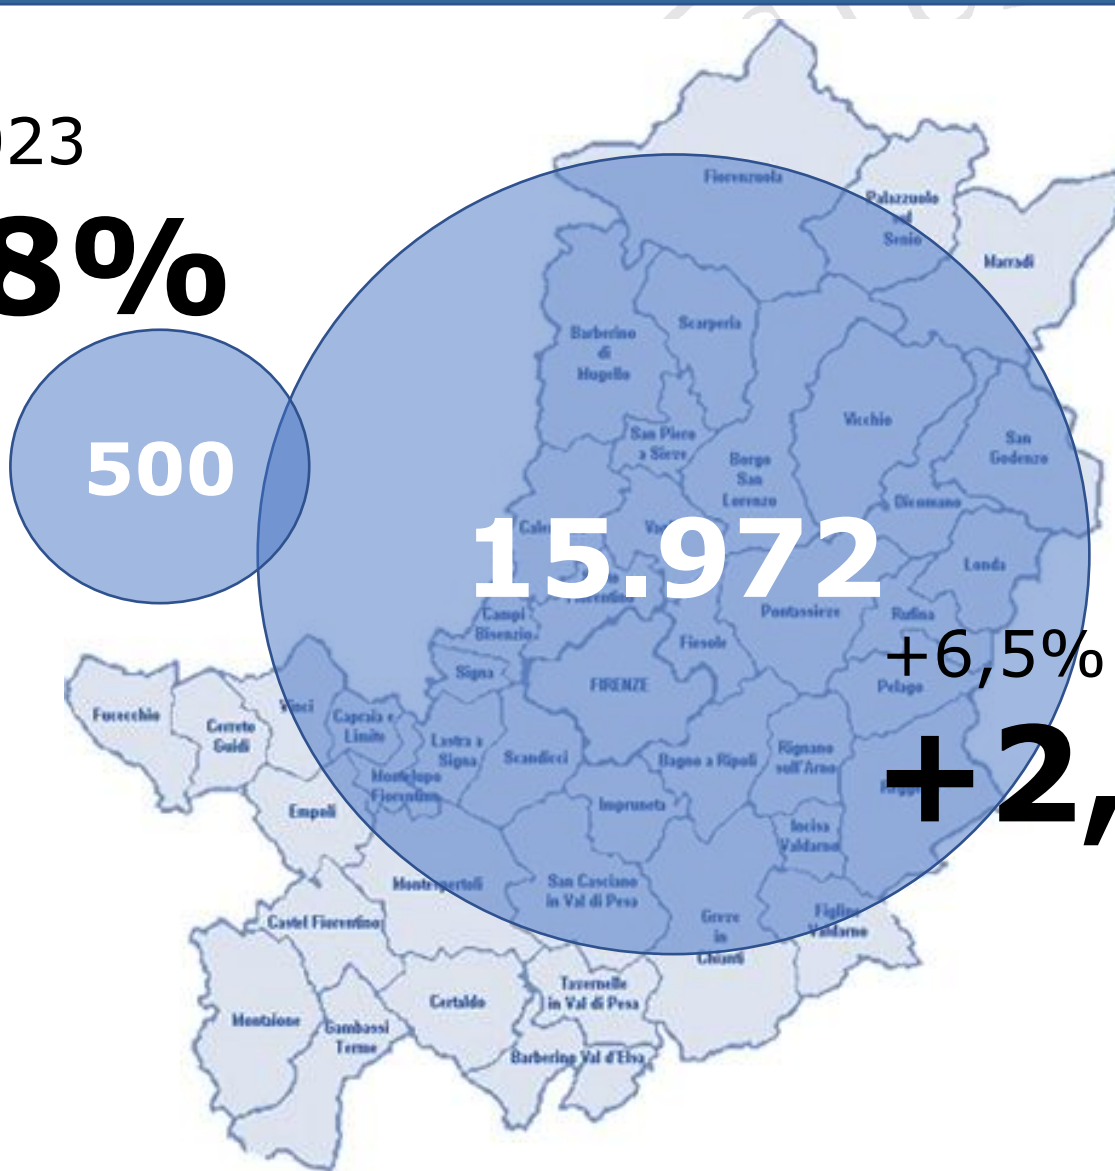 023
8%
500
15.972
+6,5%
+2,
Fiorenzuola
Palazzuolo
sul
Senio
Marradi
Scarperia
Barberino
di
Mugello
Vicchio
San Piero
a Sieve
San
Godenzo
Borgo
San
Lorenzo
Dicomano
Londa
Fiorentino
Campi
Bisenzio
Pontassieve
Rufina
Fiesole
Signa
FIRENZE
Pelago
Fucecchio
Cerreto
Guidi
Vinci
Capraia e
Limite
Lastra a
Signa
Scandicci
Bagno a Ripoli
Rignano
sull'Arno
Montelupo
Fiorentino
Empoli
Impruneta
Incisa
Valdarno
Montespertoli
San Casciano
in Val di Pesa
Greve
in
Chianti
Figline
Valdarno
Castel Fiorentino
Montaione
Gambassi
Terme
Certaldo
Tavernelle
in Val di Pesa
Barberino Val d'Elsa